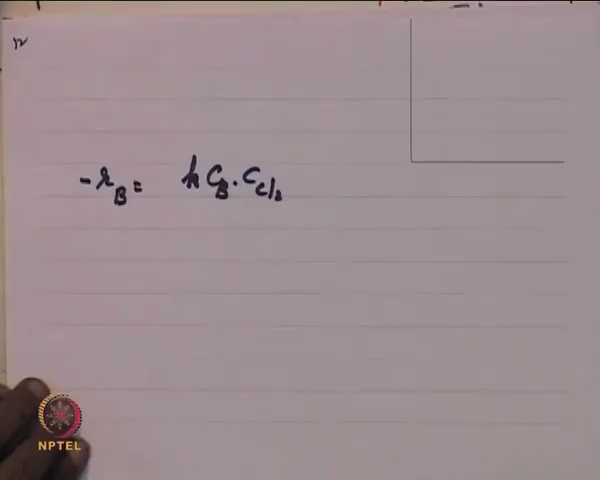 -r_B = k C_B . C_Cl2
NPTEL